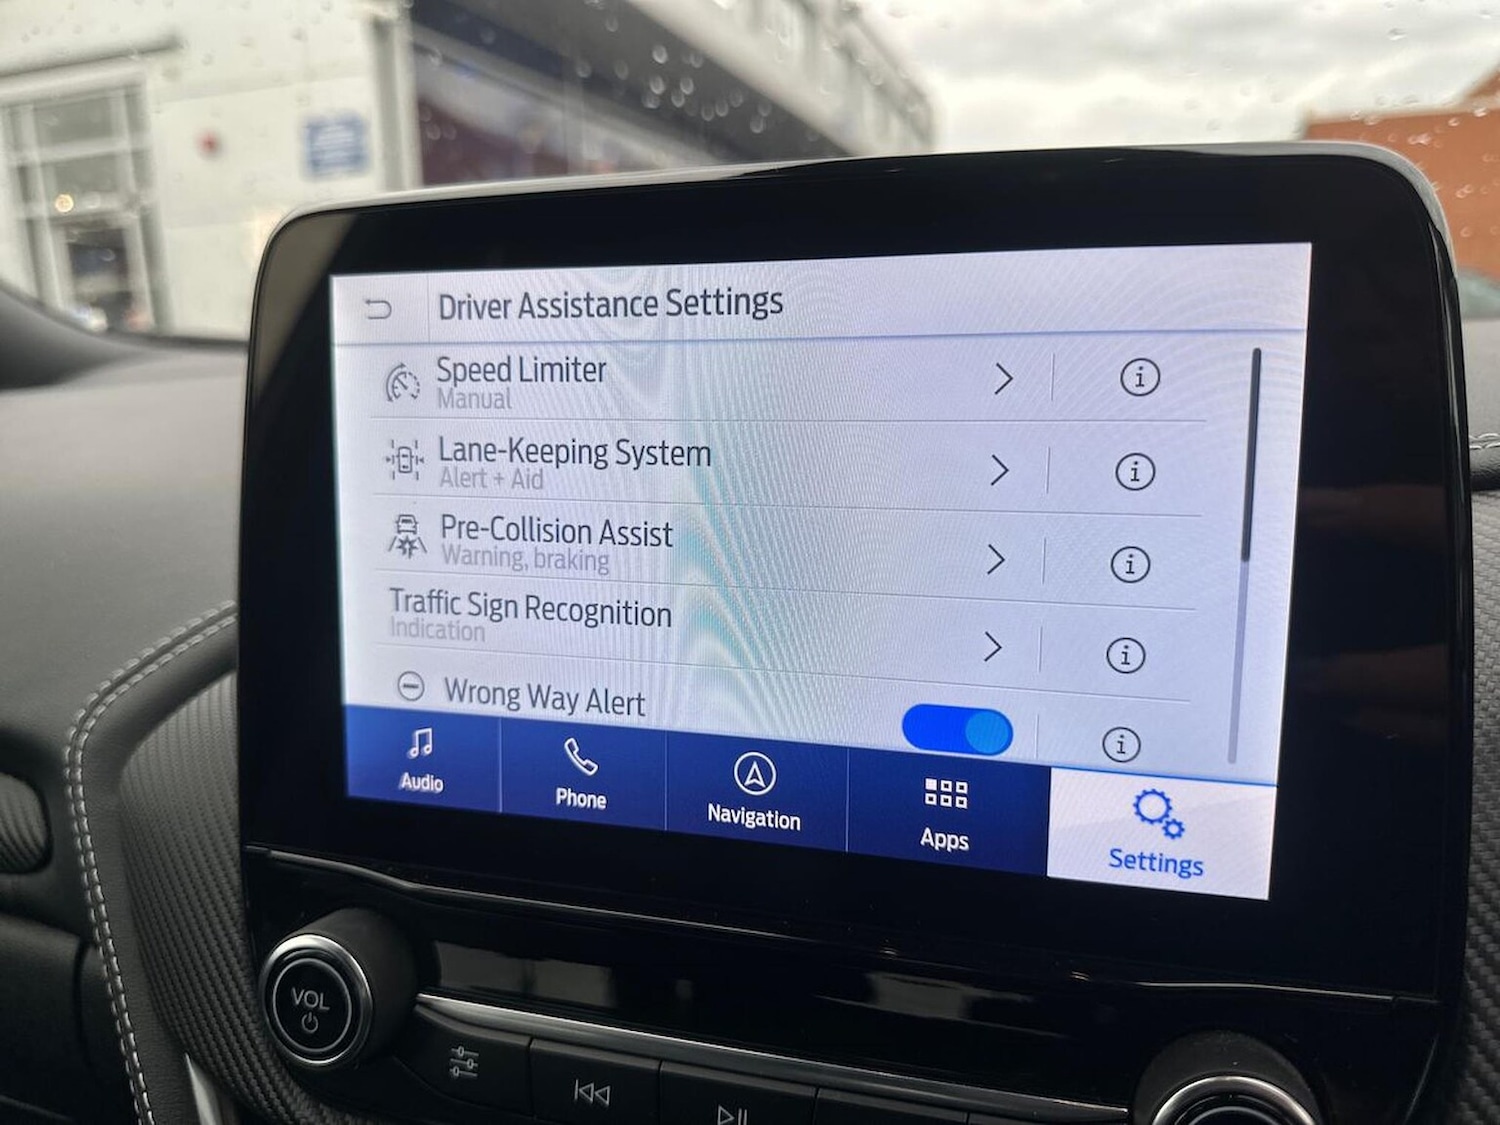 Driver Assistance Settings
Speed Limiter
Manual
Lane-Keeping System
Alert + Aid
Pre-Collision Assist
Warning, braking
Traffic Sign Recognition
Indication
Wrong Way Alert
Audio
Phone
Navigation
Apps
Settings
VOL